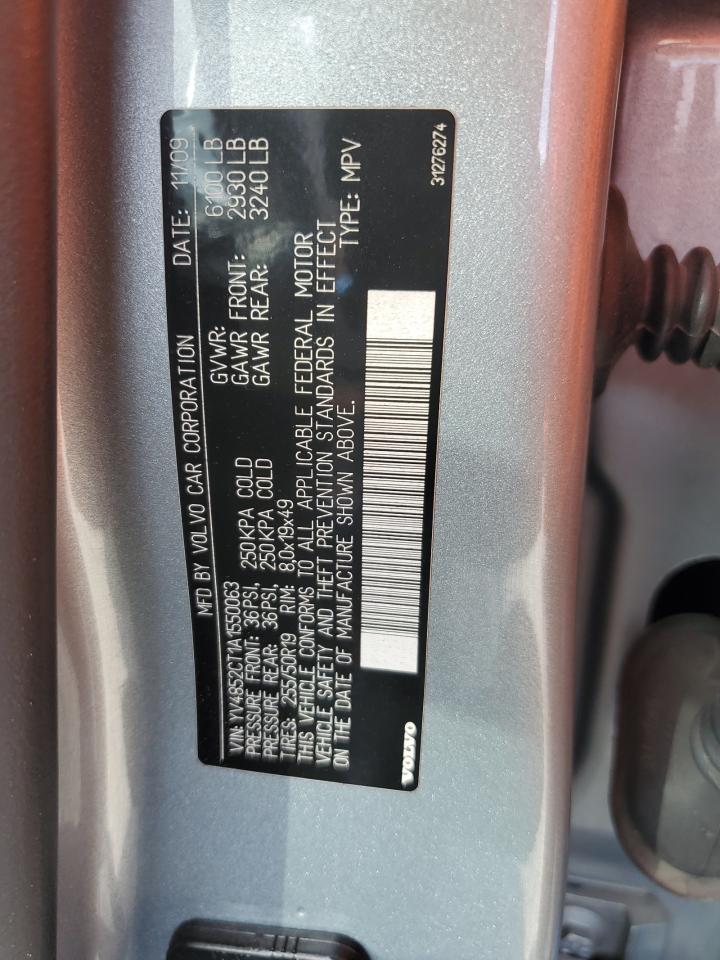 MFD BY VOLVO CAR CORPORATION DATE: 11/09
VIN: YV4852CT1A1550063 GVWR: 6100 LB
PRESSURE FRONT: 36PSI, 250KPA COLD GAWR FRONT: 2930 LB
PRESSURE REAR: 36PSI, 250KPA COLD GAWR REAR: 3240 LB
TIRES: 255/50R19 RIM: 8,0x19x49
THIS VEHICLE CONFORMS TO ALL APPLICABLE FEDERAL MOTOR
VEHICLE SAFETY AND THEFT PREVENTION STANDARDS IN EFFECT
ON THE DATE OF MANUFACTURE SHOWN ABOVE. TYPE: MPV
VOLVO 31276274